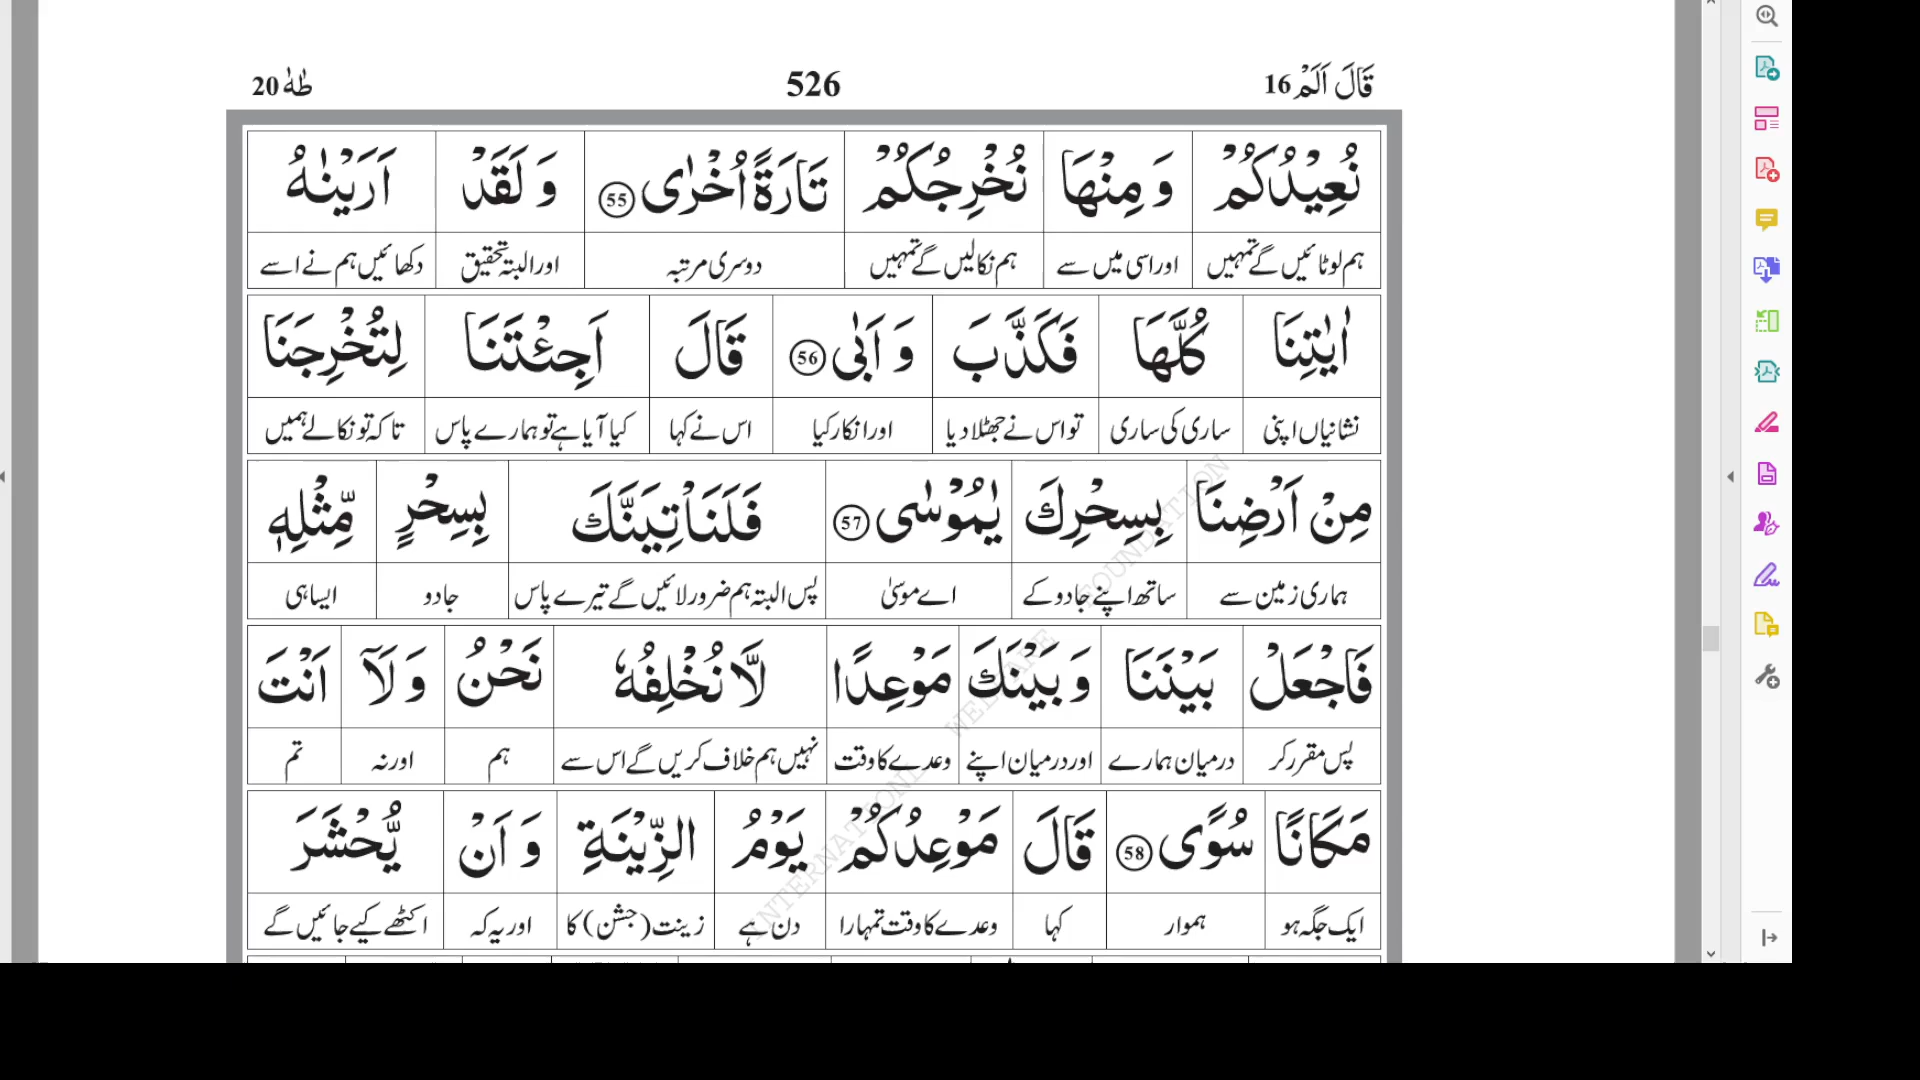 قَالَ اَلَمْ 16 526 طٰهٰ 20
نُعِيْدُكُمْ وَ مِنْهَا نُخْرِجُكُمْ تَارَةً اُخْرٰى 55 وَ لَقَدْ اَرَيْنٰهُ
ہم لوٹائیں گے تمہیں اور اسی میں سے ہم نکالیں گے تمہیں دوسری مرتبہ اور البتہ تحقیق دکھائیں ہم نے اسے
اٰيٰتِنَا كُلَّهَا فَكَذَّبَ وَ اَبٰى 56 قَالَ اَجِئْتَنَا لِتُخْرِجَنَا
نشانیاں اپنی ساری کی ساری تو اس نے جھٹلا دیا اور انکار کیا اس نے کہا کیا آیا ہے تو ہمارے پاس تاکہ تو نکالے ہمیں
مِنْ اَرْضِنَا بِسِحْرِكَ يٰمُوْسٰى 57 فَلَنَاْتِيَنَّكَ بِسِحْرٍ مِّثْلِهٖ
ہماری زمین سے ساتھ اپنے جادو کے اے موسیٰ پس البتہ ہم ضرور لائیں گے تیرے پاس جادو ایسا ہی
فَاجْعَلْ بَيْنَنَا وَ بَيْنَكَ مَوْعِدًا لَّا نُخْلِفُهٗ نَحْنُ وَ لَآ اَنْتَ
پس مقرر کر درمیان ہمارے اور درمیان اپنے وعدے کا وقت نہیں ہم خلاف کریں گے اس سے ہم اور نہ تم
مَكَانًا سُوًى 58 قَالَ مَوْعِدُكُمْ يَوْمُ الزِّيْنَةِ وَ اَنْ يُّحْشَرَ
ایک جگہ ہو ہموار کہا وعدے کا وقت تمہارا دن ہے زینت (جشن) کا اور یہ کہ اکٹھے کیے جائیں گے
INTERNATIONAL WELFARE FOUNDATION